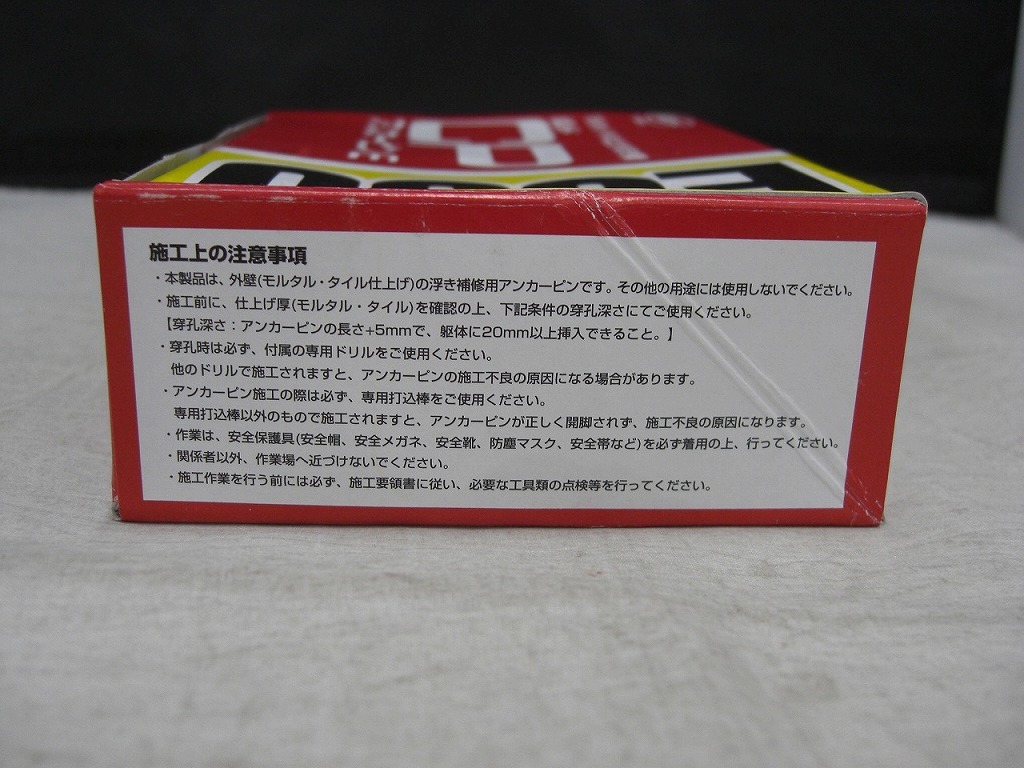 施工上の注意事項
・本製品は、外壁(モルタル・タイル仕上げ)の浮き補修用アンカーピンです。その他の用途には使用しないでください。
・施工前に、仕上げ厚(モルタル・タイル)を確認の上、下記条件の穿孔深さにてご使用ください。
【穿孔深さ：アンカーピンの長さ+5mmで、躯体に20mm以上挿入できること。】
・穿孔時は必ず、付属の専用ドリルをご使用ください。
他のドリルで施工されますと、アンカーピンの施工不良の原因になる場合があります。
・アンカーピン施工の際は必ず、専用打込棒をご使用ください。
専用打込棒以外のもので施工されますと、アンカーピンが正しく開脚されず、施工不良の原因になります。
・作業は、安全保護具(安全帽、安全メガネ、安全靴、防塵マスク、安全帯など)を必ず着用の上、行ってください。
・関係者以外、作業場へ近づけないでください。
・施工作業を行う前には必ず、施工要領書に従い、必要な工具類の点検等を行ってください。